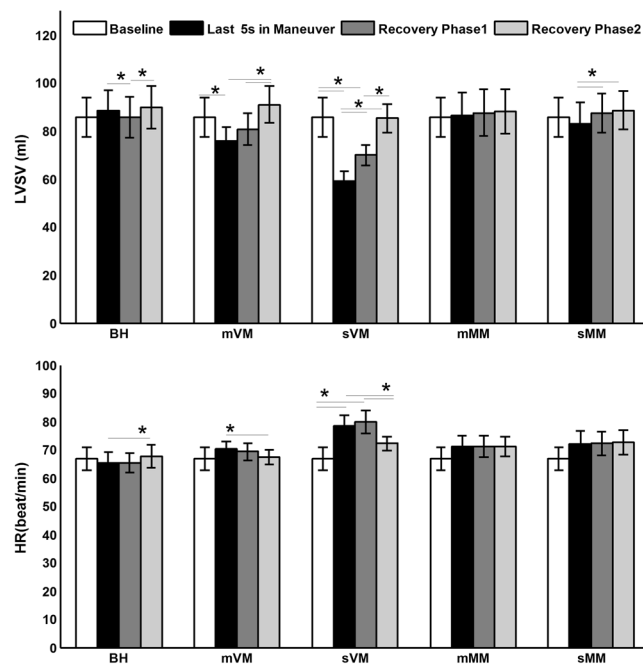 Baseline Last 5s in Maneuver Recovery Phase1 Recovery Phase2
120
100
80
60
40
20
0
LVSV (ml)
* * * * * * * * *
BH mVM sVM mMM sMM
100
90
80
70
60
50
40
30
20
10
0
HR(beat/min)
* * * *
BH mVM sVM mMM sMM